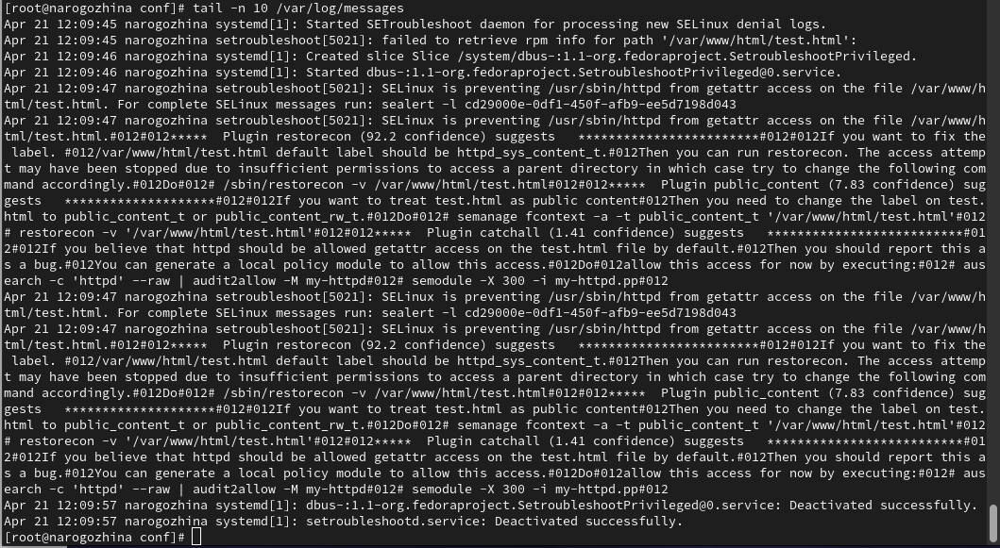 [root@narogozhina conf]# tail -n 10 /var/log/messages
Apr 21 12:09:45 narogozhina systemd[1]: Started SETroubleshoot daemon for processing new SELinux denial logs.
Apr 21 12:09:45 narogozhina setroubleshoot[5021]: failed to retrieve rpm info for path '/var/www/html/test.html':
Apr 21 12:09:46 narogozhina systemd[1]: Created slice Slice /system/dbus-:1.1-org.fedoraproject.SetroubleshootPrivileged.
Apr 21 12:09:46 narogozhina systemd[1]: Started dbus-:1.1-org.fedoraproject.SetroubleshootPrivileged@0.service.
Apr 21 12:09:47 narogozhina setroubleshoot[5021]: SELinux is preventing /usr/sbin/httpd from getattr access on the file /var/www/h
tml/test.html. For complete SELinux messages run: sealert -l cd29000e-0df1-450f-afb9-ee5d7198d043
Apr 21 12:09:47 narogozhina setroubleshoot[5021]: SELinux is preventing /usr/sbin/httpd from getattr access on the file /var/www/h
tml/test.html.#012#012*****  Plugin restorecon (92.2 confidence) suggests   ************************#012#012If you want to fix the
 label. #012/var/www/html/test.html default label should be httpd_sys_content_t.#012Then you can run restorecon. The access attemp
t may have been stopped due to insufficient permissions to access a parent directory in which case try to change the following com
mand accordingly.#012Do#012# /sbin/restorecon -v /var/www/html/test.html#012#012*****  Plugin public_content (7.83 confidence) sug
gests   ********************#012#012If you want to treat test.html as public content#012Then you need to change the label on test.
html to public_content_t or public_content_rw_t.#012Do#012# semanage fcontext -a -t public_content_t '/var/www/html/test.html'#012
# restorecon -v '/var/www/html/test.html'#012#012*****  Plugin catchall (1.41 confidence) suggests   **************************#01
2#012If you believe that httpd should be allowed getattr access on the test.html file by default.#012Then you should report this a
s a bug.#012You can generate a local policy module to allow this access.#012Do#012allow this access for now by executing:#012# aus
earch -c 'httpd' --raw | audit2allow -M my-httpd#012# semodule -X 300 -i my-httpd.pp#012
Apr 21 12:09:47 narogozhina setroubleshoot[5021]: SELinux is preventing /usr/sbin/httpd from getattr access on the file /var/www/h
tml/test.html. For complete SELinux messages run: sealert -l cd29000e-0df1-450f-afb9-ee5d7198d043
Apr 21 12:09:47 narogozhina setroubleshoot[5021]: SELinux is preventing /usr/sbin/httpd from getattr access on the file /var/www/h
tml/test.html.#012#012*****  Plugin restorecon (92.2 confidence) suggests   ************************#012#012If you want to fix the
 label. #012/var/www/html/test.html default label should be httpd_sys_content_t.#012Then you can run restorecon. The access attemp
t may have been stopped due to insufficient permissions to access a parent directory in which case try to change the following com
mand accordingly.#012Do#012# /sbin/restorecon -v /var/www/html/test.html#012#012*****  Plugin public_content (7.83 confidence) sug
gests   ********************#012#012If you want to treat test.html as public content#012Then you need to change the label on test.
html to public_content_t or public_content_rw_t.#012Do#012# semanage fcontext -a -t public_content_t '/var/www/html/test.html'#012
# restorecon -v '/var/www/html/test.html'#012#012*****  Plugin catchall (1.41 confidence) suggests   **************************#01
2#012If you believe that httpd should be allowed getattr access on the test.html file by default.#012Then you should report this a
s a bug.#012You can generate a local policy module to allow this access.#012Do#012allow this access for now by executing:#012# aus
earch -c 'httpd' --raw | audit2allow -M my-httpd#012# semodule -X 300 -i my-httpd.pp#012
Apr 21 12:09:57 narogozhina systemd[1]: dbus-:1.1-org.fedoraproject.SetroubleshootPrivileged@0.service: Deactivated successfully.
Apr 21 12:09:57 narogozhina systemd[1]: setroubleshootd.service: Deactivated successfully.
[root@narogozhina conf]#